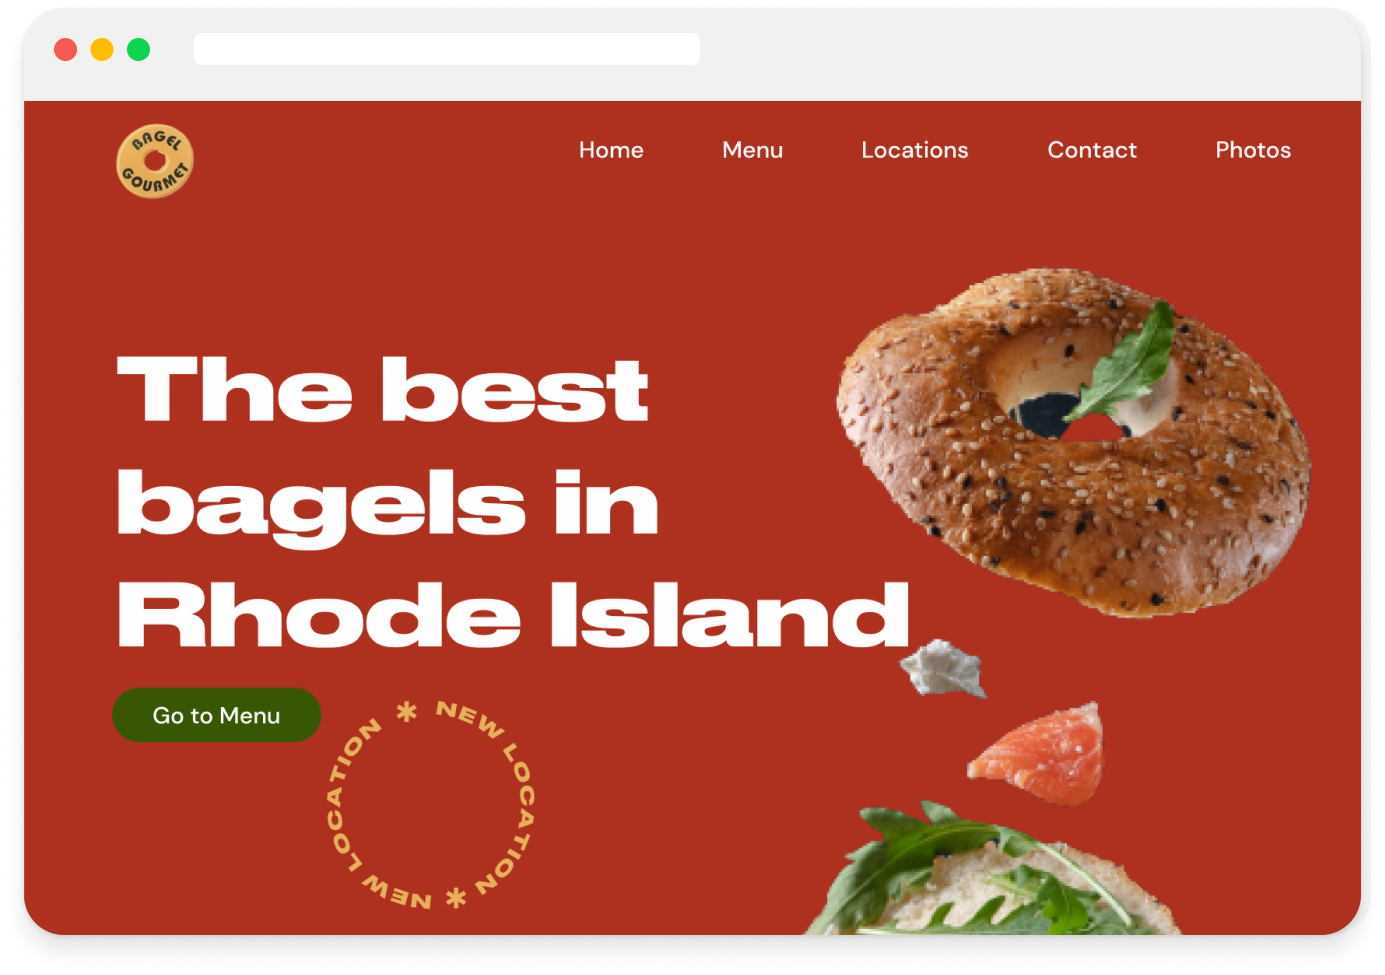 BAGEL
GOURMET
Home
Menu
Locations
Contact
Photos
The best
bagels in
Rhode Island
Go to Menu
* NEW LOCATION * NEW LOCATION